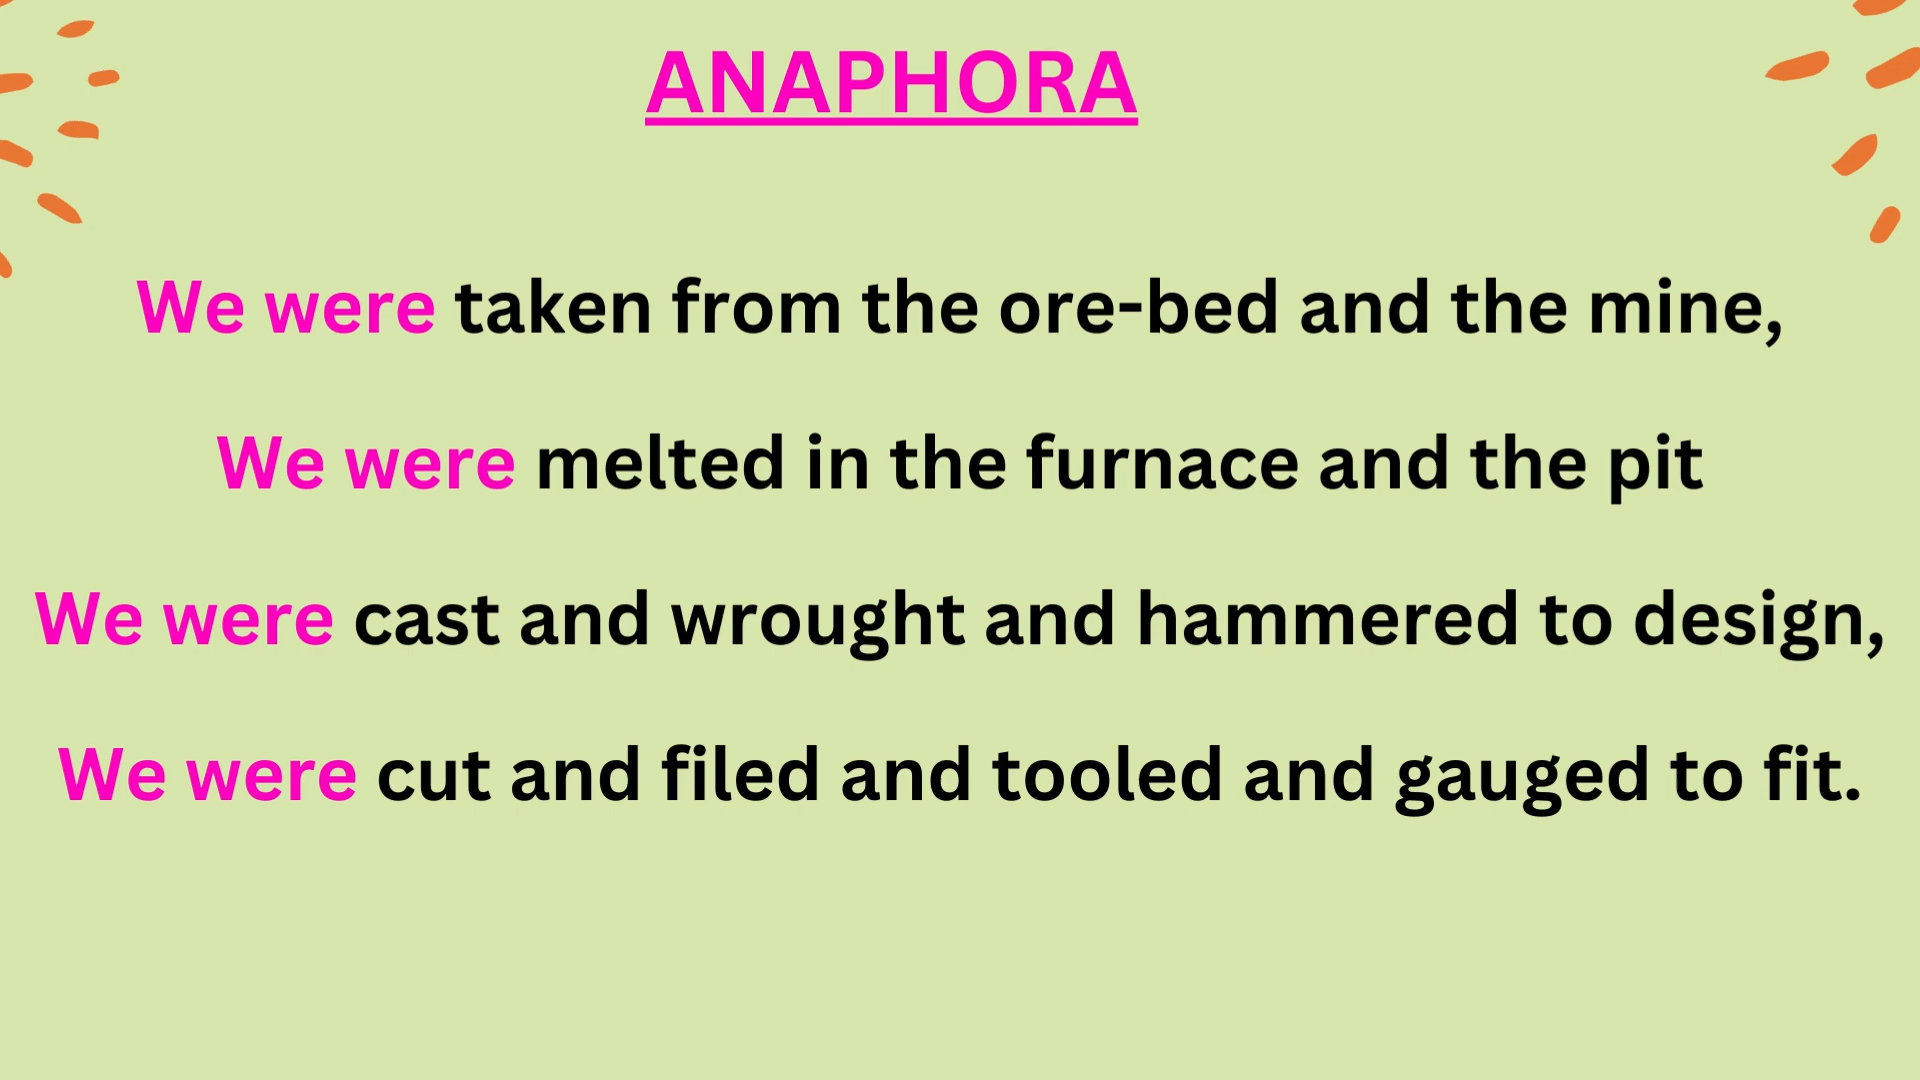 ANAPHORA
We were taken from the ore-bed and the mine,
We were melted in the furnace and the pit
We were cast and wrought and hammered to design,
We were cut and filed and tooled and gauged to fit.